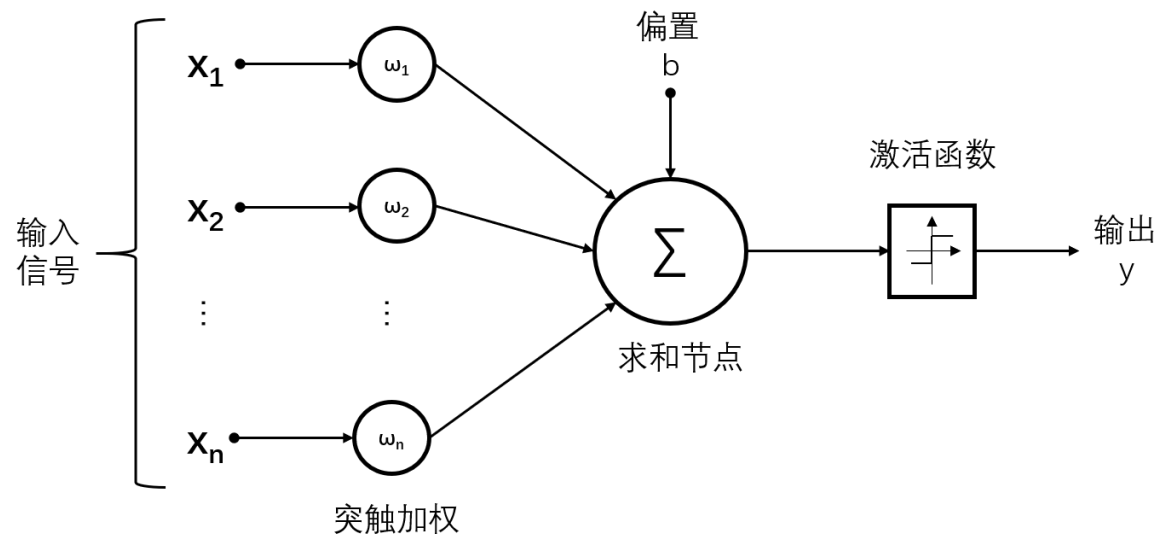 偏置
b
x₁
ω₁
激活函数
x₂
ω₂
输入
信号
∑
输出
y
⋮ ⋮
求和节点
xₙ
ωₙ
突触加权